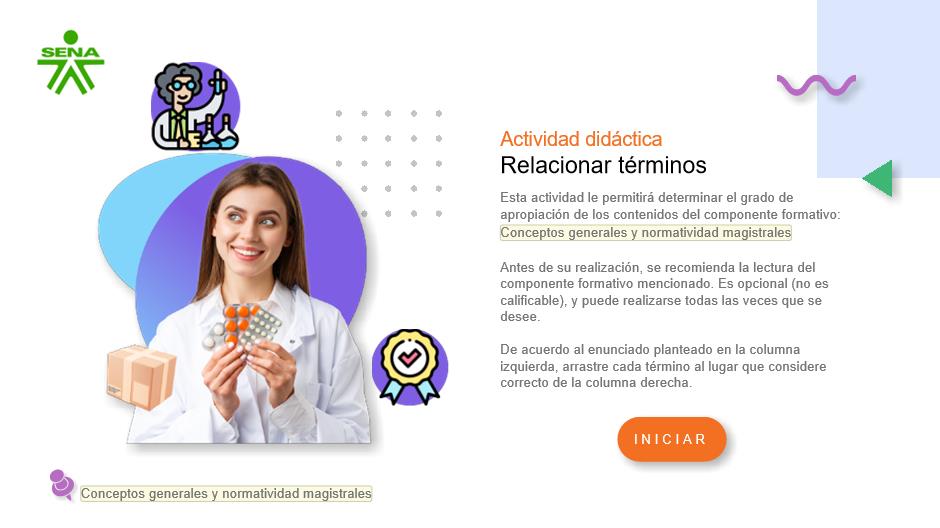 SENA
Actividad didáctica
Relacionar términos
Esta actividad le permitirá determinar el grado de
apropiación de los contenidos del componente formativo:
Conceptos generales y normatividad magistrales
Antes de su realización, se recomienda la lectura del
componente formativo mencionado. Es opcional (no es
calificable), y puede realizarse todas las veces que se
desee.
De acuerdo al enunciado planteado en la columna
izquierda, arrastre cada término al lugar que considere
correcto de la columna derecha.
INICIAR
Conceptos generales y normatividad magistrales